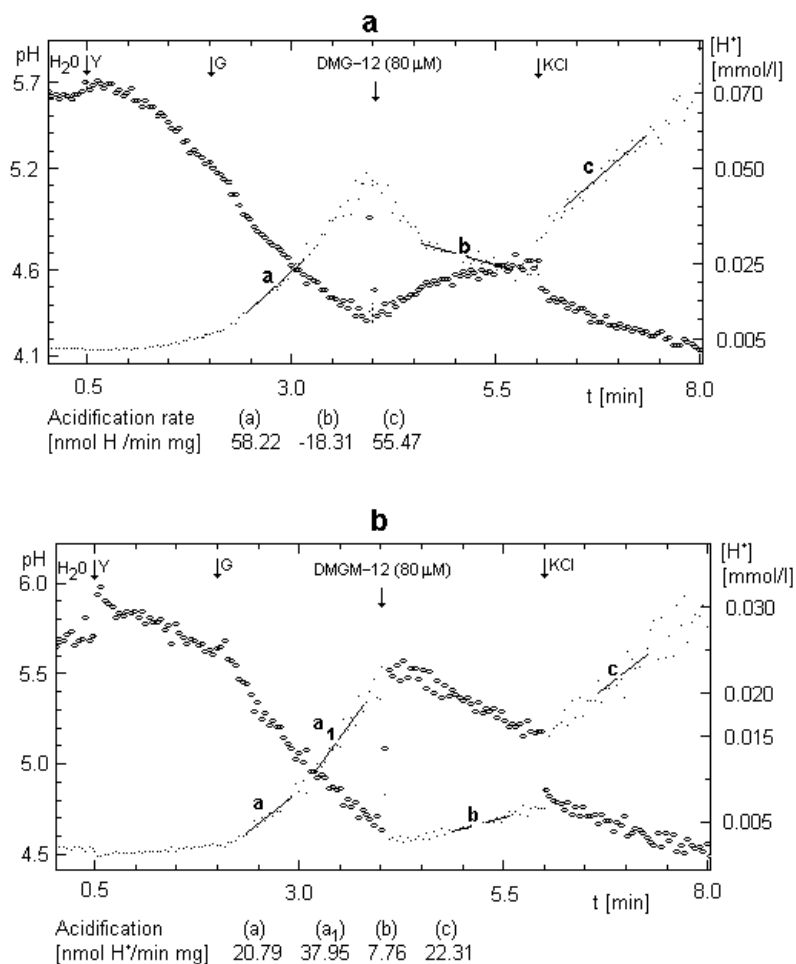 a
pH
H₂0 Y
G
DMG–12 (80 µM)
KCl
[H⁺]
[mmol/l]
5.7
5.2
4.6
4.1
0.070
0.050
0.025
0.005
a
b
c
0.5
3.0
5.5
8.0
t [min]
Acidification rate (a) (b) (c)
[nmol H /min mg] 58.22 -18.31 55.47
b
pH
H₂0 Y
G
DMGM–12 (80 µM)
KCl
[H⁺]
[mmol/l]
6.0
5.5
5.0
4.5
0.030
0.020
0.015
0.005
a
a₁
b
c
0.5
3.0
5.5
8.0
t [min]
Acidification (a) (a₁) (b) (c)
[nmol H⁺/min mg] 20.79 37.95 7.76 22.31